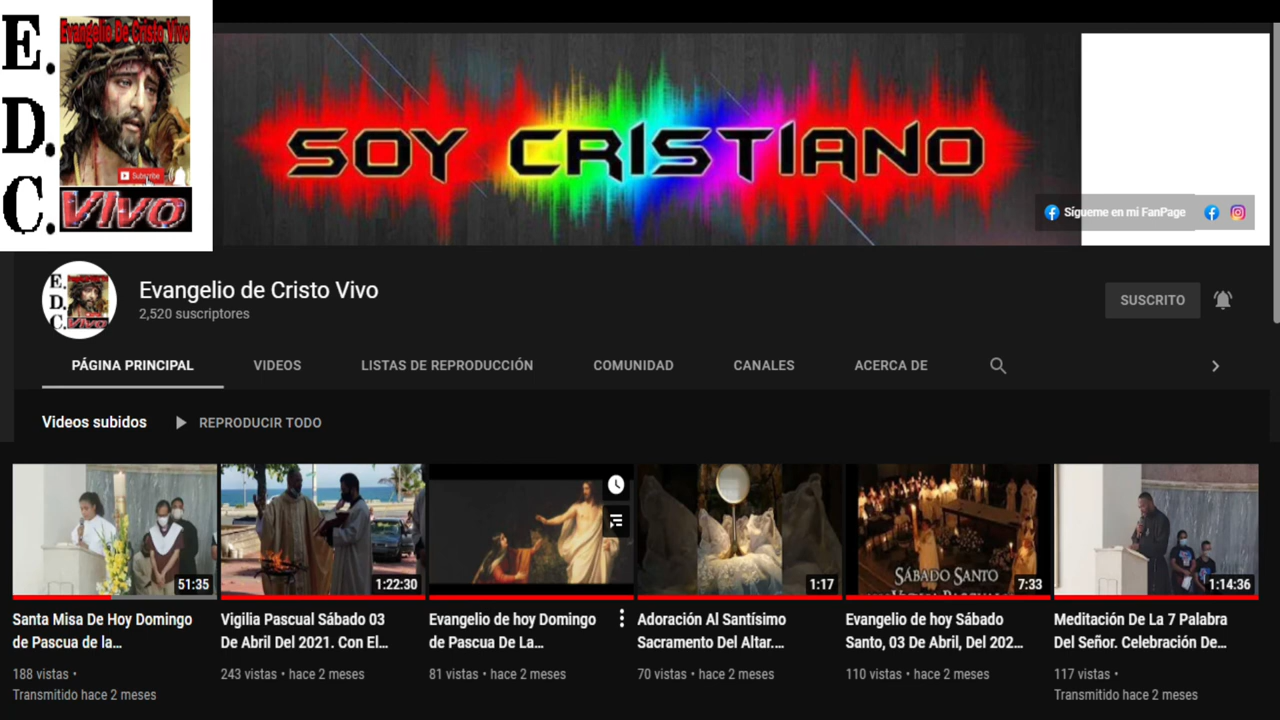 E.
D.
C.
Evangelio De Cristo Vivo
Subscribe
Vivo
SOY CRISTIANO
Sígueme en mi FanPage
E.
D.
C.
Vivo
Evangelio de Cristo Vivo
2,520 suscriptores
SUSCRITO
PÁGINA PRINCIPAL
VIDEOS
LISTAS DE REPRODUCCIÓN
COMUNIDAD
CANALES
ACERCA DE
Videos subidos
REPRODUCIR TODO
51:35
Santa Misa De Hoy Domingo
de Pascua de la...
188 vistas •
Transmitido hace 2 meses
1:22:30
Vigilia Pascual Sábado 03
De Abril Del 2021. Con El...
243 vistas • hace 2 meses
Evangelio de hoy Domingo
de Pascua De La...
81 vistas • hace 2 meses
1:17
Adoración Al Santísimo
Sacramento Del Altar....
70 vistas • hace 2 meses
SÁBADO SANTO
7:33
Evangelio de hoy Sábado
Santo, 03 De Abril, Del 202...
110 vistas • hace 2 meses
1:14:36
Meditación De La 7 Palabra
Del Señor. Celebración De...
117 vistas •
Transmitido hace 2 meses